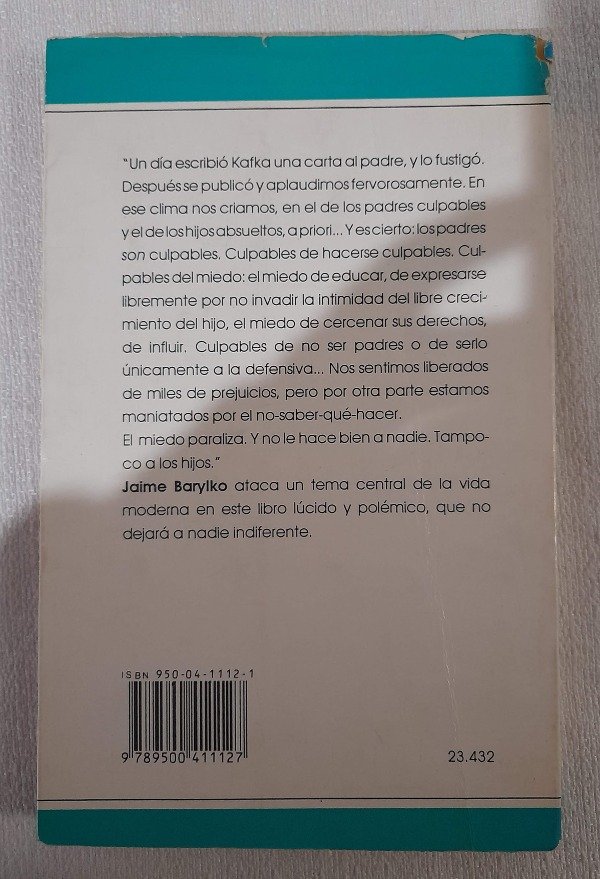 "Un día escribió Kafka una carta al padre, y lo fustigó.
Después se publicó y aplaudimos fervorosamente. En
ese clima nos criamos, en el de los padres culpables
y el de los hijos absueltos, a priori... Y es cierto: los padres
son culpables. Culpables de hacerse culpables. Cul-
pables del miedo: el miedo de educar, de expresarse
libremente por no invadir la intimidad del libre creci-
miento del hijo, el miedo de cercenar sus derechos,
de influir. Culpables de no ser padres o de serlo
únicamente a la defensiva... Nos sentimos liberados
de miles de prejuicios, pero por otra parte estamos
maniatados por el no-saber-qué-hacer.
El miedo paraliza. Y no le hace bien a nadie. Tampo-
co a los hijos."
Jaime Barylko ataca un tema central de la vida
moderna en este libro lúcido y polémico, que no
dejará a nadie indiferente.
ISBN 950-04-1112-1
9 789500 411127
23.432